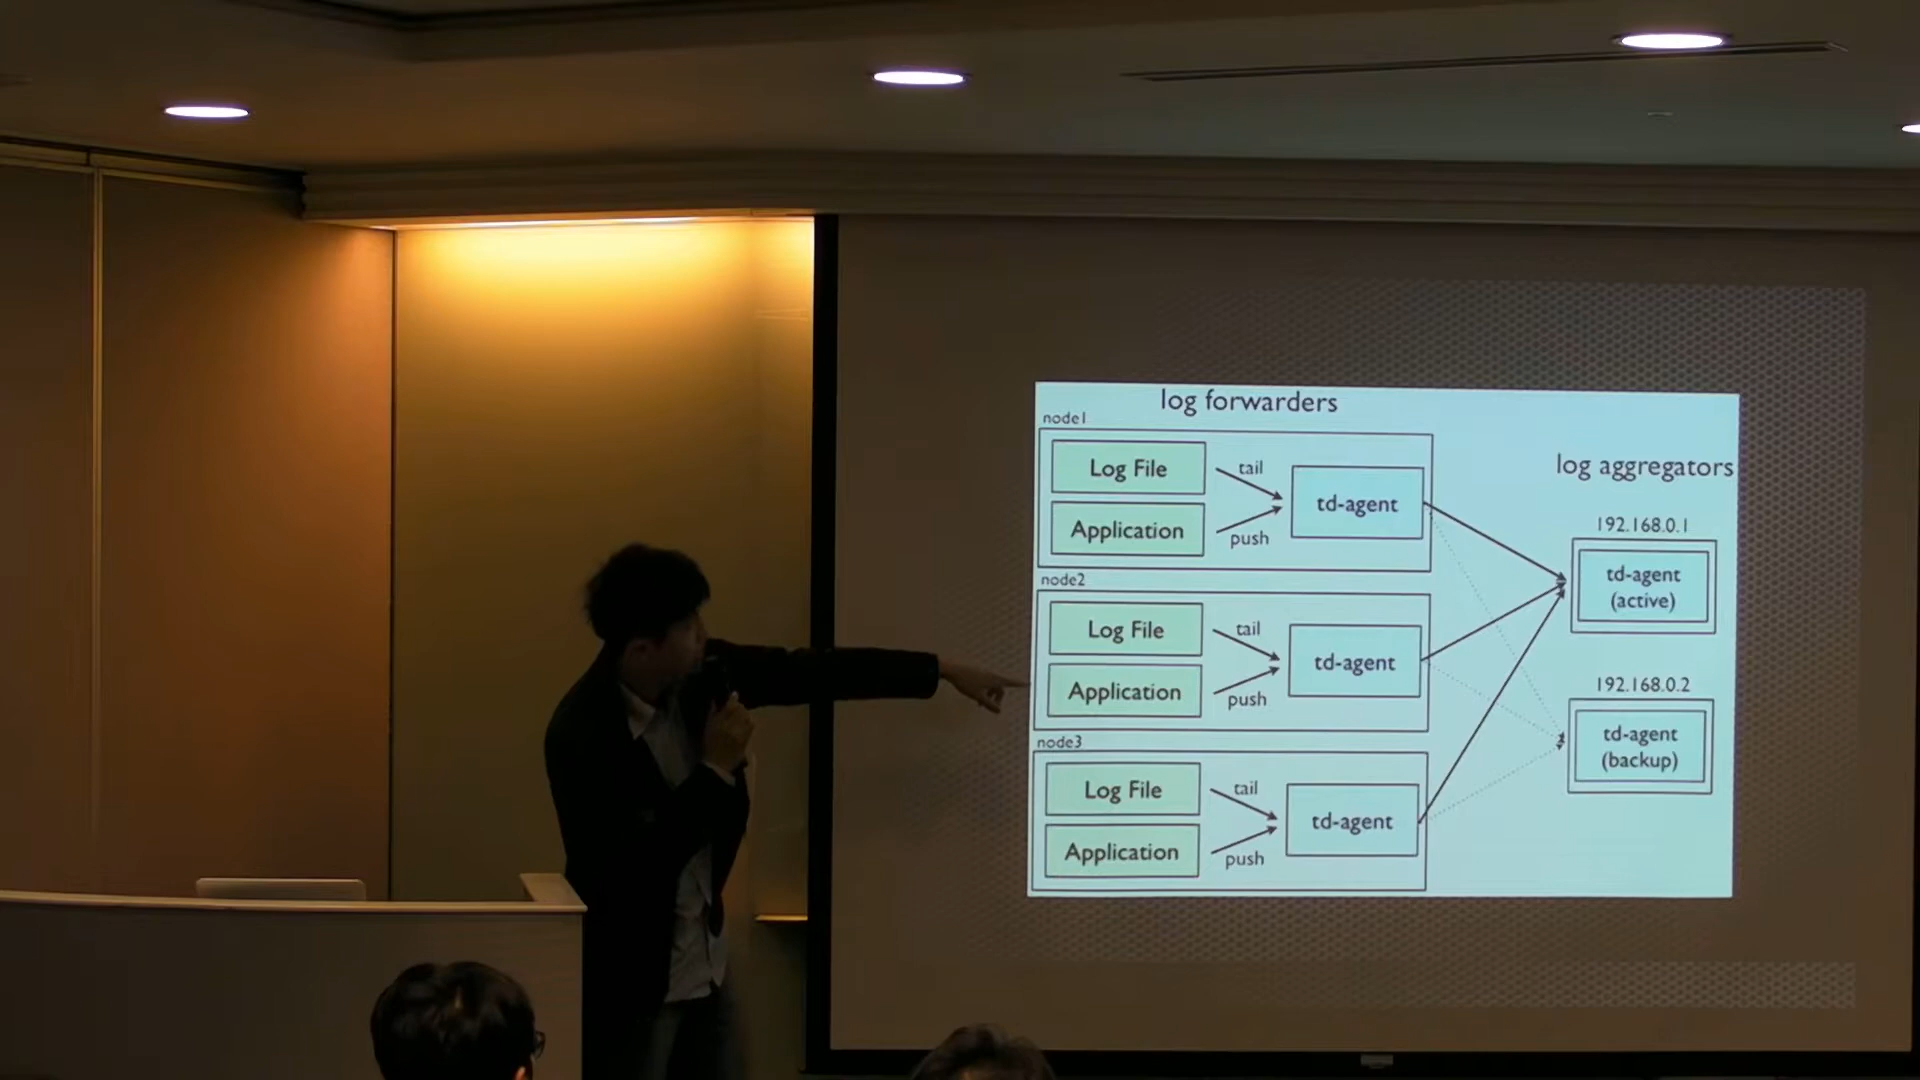 log forwarders
node1
Log File
tail
td-agent
Application
push
node2
Log File
tail
td-agent
Application
push
node3
Log File
tail
td-agent
Application
push
log aggregators
192.168.0.1
td-agent
(active)
192.168.0.2
td-agent
(backup)